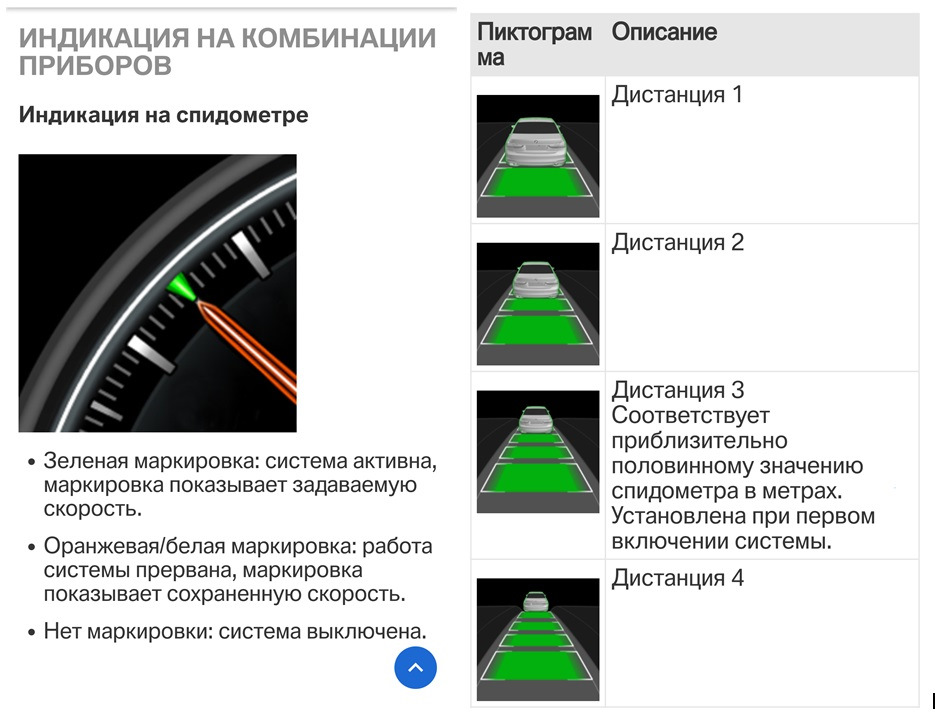 ИНДИКАЦИЯ НА КОМБИНАЦИИ
ПРИБОРОВ
Индикация на спидометре
• Зеленая маркировка: система активна,
маркировка показывает задаваемую
скорость.
• Оранжевая/белая маркировка: работа
системы прервана, маркировка
показывает сохраненную скорость.
• Нет маркировки: система выключена.
Пиктограм
ма
Описание
Дистанция 1
Дистанция 2
Дистанция 3
Соответствует
приблизительно
половинному значению
спидометра в метрах.
Установлена при первом
включении системы.
Дистанция 4